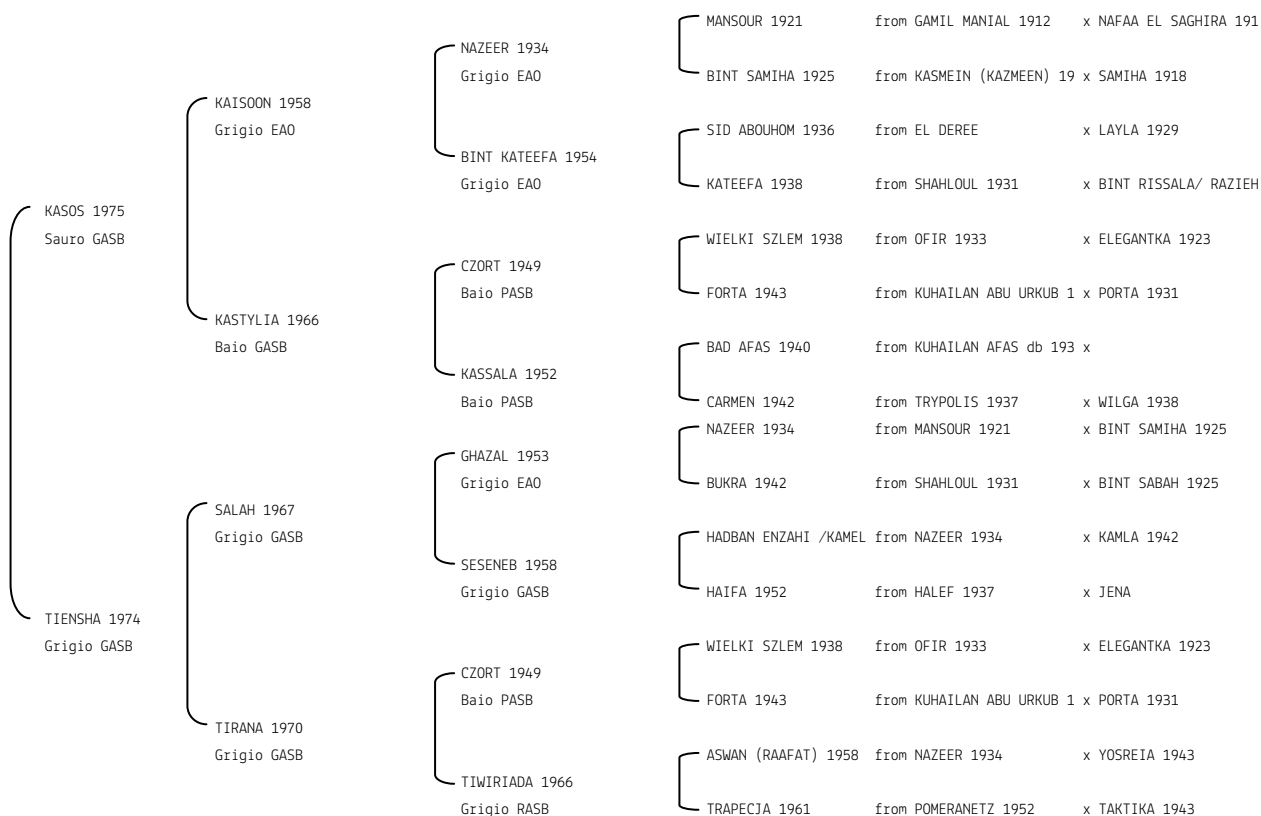 MANSOUR 1921 from GAMIL MANIAL 1912 x NAFAA EL SAGHIRA 191
NAZEER 1934
Grigio EAO
BINT SAMIHA 1925 from KASMEIN (KAZMEEN) 19 x SAMIHA 1918
KAISOON 1958
Grigio EAO
SID ABOUHOM 1936 from EL DEREE x LAYLA 1929
BINT KATEEFA 1954
Grigio EAO
KATEEFA 1938 from SHAHLOUL 1931 x BINT RISSALA/ RAZIEH
KASOS 1975
Sauro GASB
WIELKI SZLEM 1938 from OFIR 1933 x ELEGANTKA 1923
CZORT 1949
Baio PASB
FORTA 1943 from KUHAILAN ABU URKUB 1 x PORTA 1931
KASTYLIA 1966
Baio GASB
BAD AFAS 1940 from KUHAILAN AFAS db 193 x
KASSALA 1952
Baio PASB
CARMEN 1942 from TRYPOLIS 1937 x WILGA 1938
NAZEER 1934 from MANSOUR 1921 x BINT SAMIHA 1925
GHAZAL 1953
Grigio EAO
BUKRA 1942 from SHAHLOUL 1931 x BINT SABAH 1925
SALAH 1967
Grigio GASB
HADBAN ENZAHI /KAMEL from NAZEER 1934 x KAMLA 1942
SESENEB 1958
Grigio GASB
HAIFA 1952 from HALEF 1937 x JENA
TIENSHA 1974
Grigio GASB
WIELKI SZLEM 1938 from OFIR 1933 x ELEGANTKA 1923
CZORT 1949
Baio PASB
FORTA 1943 from KUHAILAN ABU URKUB 1 x PORTA 1931
TIRANA 1970
Grigio GASB
ASWAN (RAAFAT) 1958 from NAZEER 1934 x YOSREIA 1943
TIWIRIADA 1966
Grigio RASB
TRAPECJA 1961 from POMERANETZ 1952 x TAKTIKA 1943